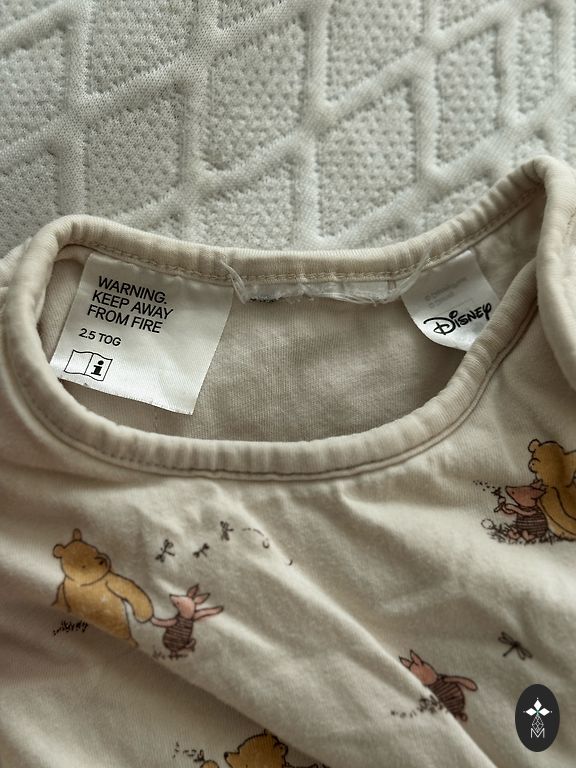 WARNING.
KEEP AWAY
FROM FIRE
2.5 TOG
i
Disney
M